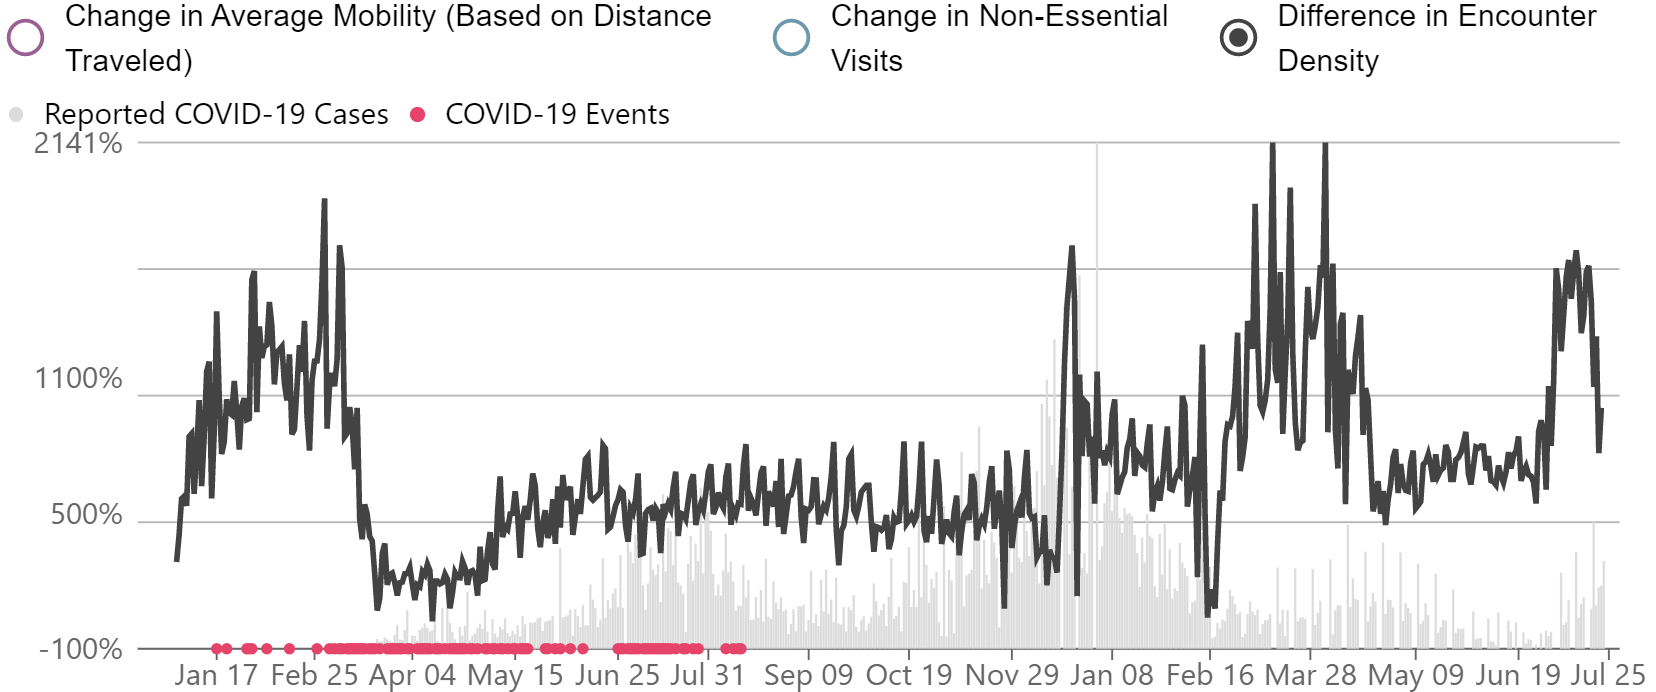 Change in Average Mobility (Based on Distance
Traveled)
Change in Non-Essential
Visits
Difference in Encounter
Density
Reported COVID-19 Cases
COVID-19 Events
2141%
1100%
500%
-100%
Jan 17 Feb 25 Apr 04 May 15 Jun 25 Jul 31 Sep 09 Oct 19 Nov 29 Jan 08 Feb 16 Mar 28 May 09 Jun 19 Jul 25